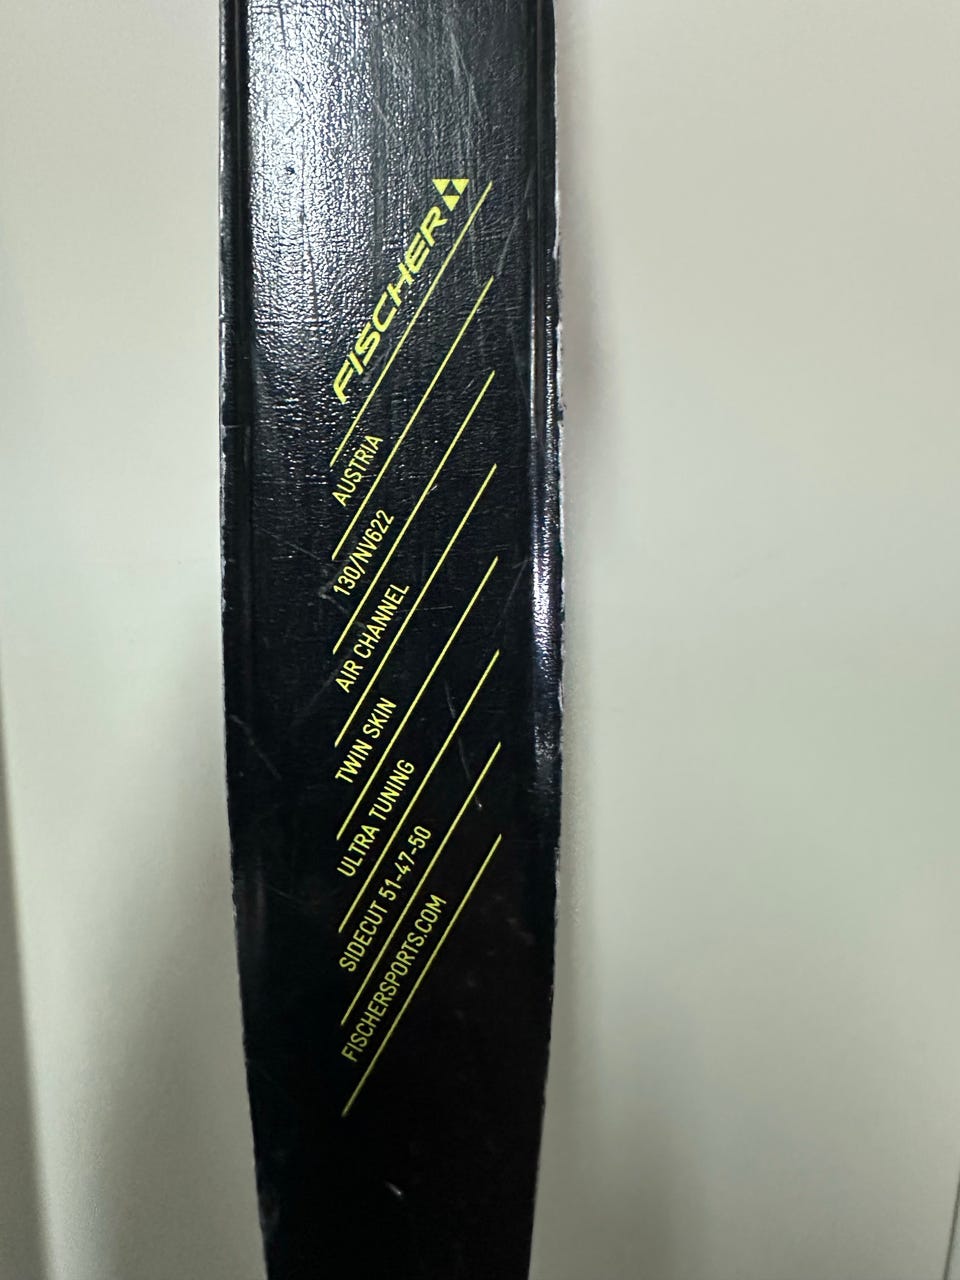 FISCHER
AUSTRIA
130/NV622
AIR CHANNEL
TWIN SKIN
ULTRA TUNING
SIDECUT 51-47-50
FISCHERSPORTS.COM